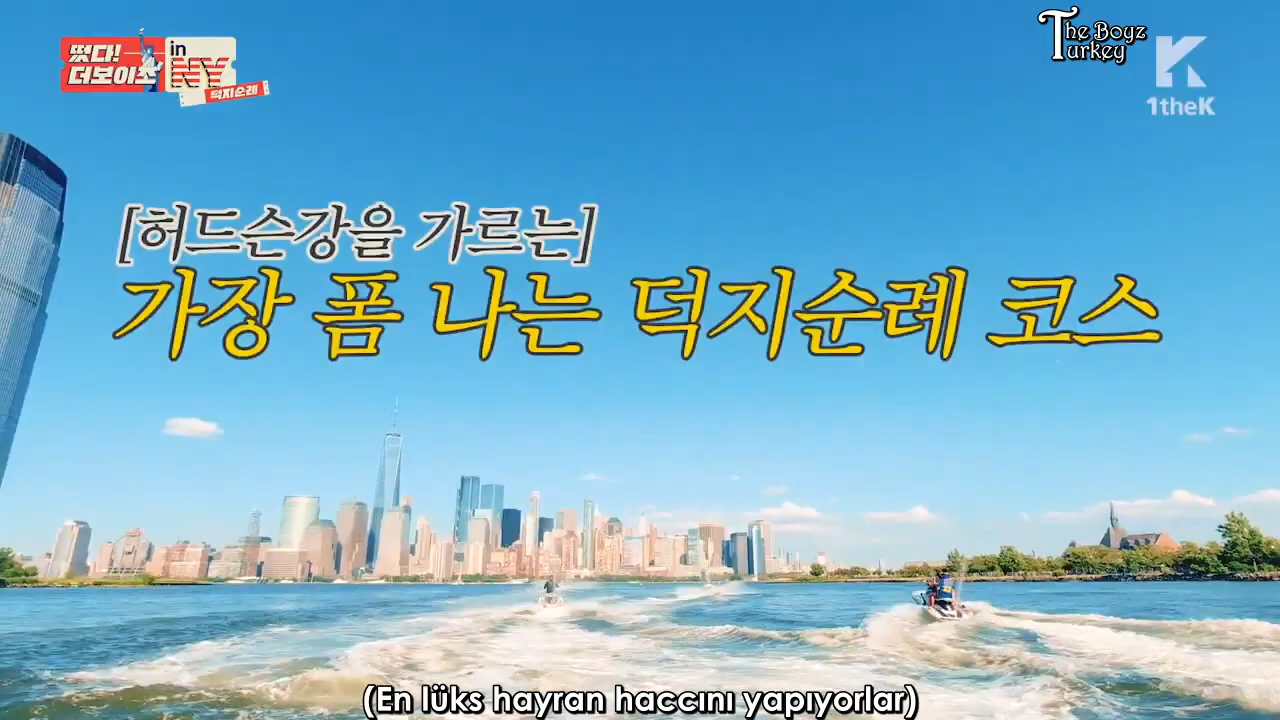 떴다!
더보이즈
in
NY
덕지순례
The Boyz
Turkey
1theK
[허드슨강을 가르는]
가장 폼 나는 덕지순례 코스
(En lüks hayran haccını yapıyorlar)